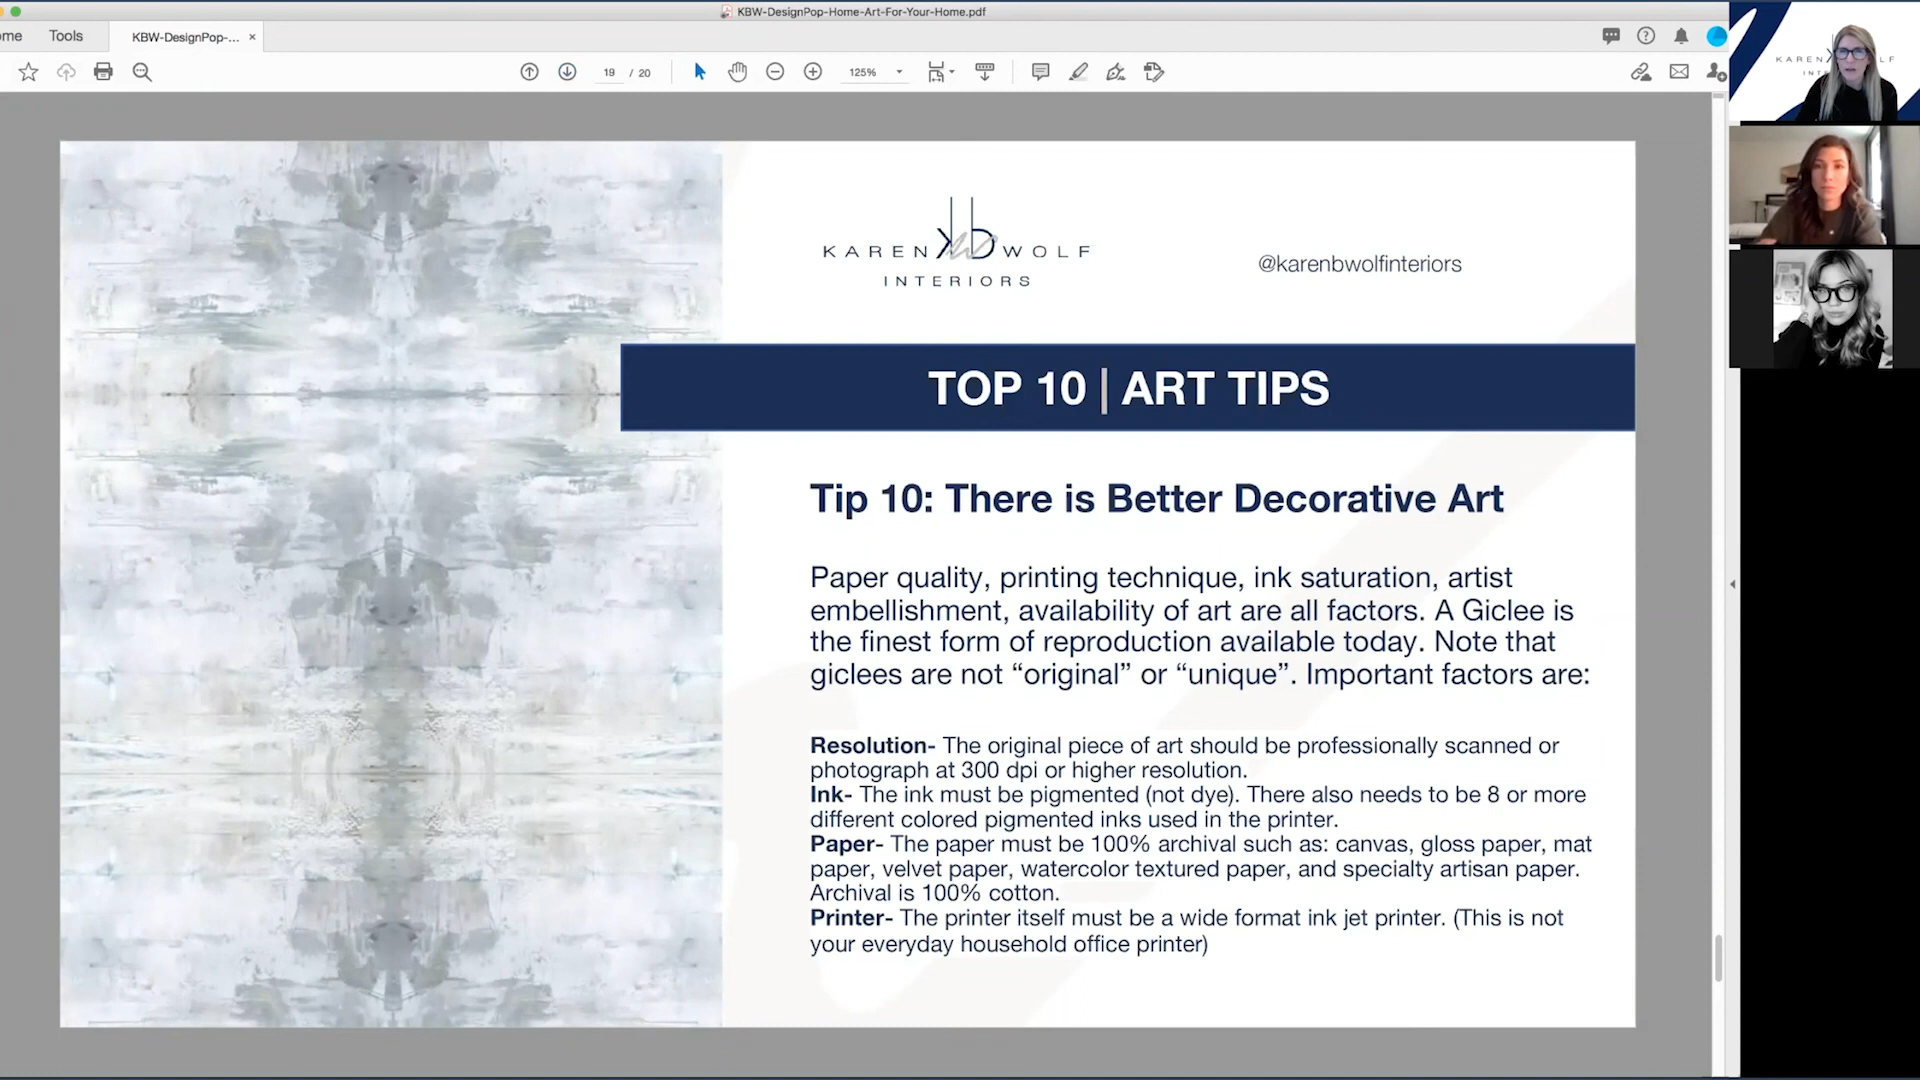 KBW-DesignPop-Home-Art-For-Your-Home.pdf
ome Tools KBW-DesignPop-... ×
19 / 20 125%
KAREN WOLF
INTERIORS
@karenbwolfinteriors
TOP 10 | ART TIPS
Tip 10: There is Better Decorative Art
Paper quality, printing technique, ink saturation, artist
embellishment, availability of art are all factors. A Giclee is
the finest form of reproduction available today. Note that
giclees are not “original” or “unique”. Important factors are:
Resolution- The original piece of art should be professionally scanned or
photograph at 300 dpi or higher resolution.
Ink- The ink must be pigmented (not dye). There also needs to be 8 or more
different colored pigmented inks used in the printer.
Paper- The paper must be 100% archival such as: canvas, gloss paper, mat
paper, velvet paper, watercolor textured paper, and specialty artisan paper.
Archival is 100% cotton.
Printer- The printer itself must be a wide format ink jet printer. (This is not
your everyday household office printer)